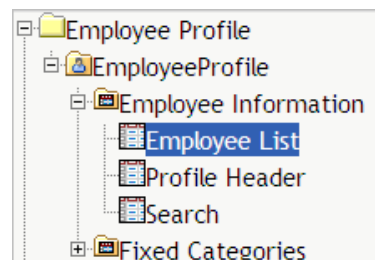 Employee Profile
EmployeeProfile
Employee Information
Employee List
Profile Header
Search
Fixed Categories